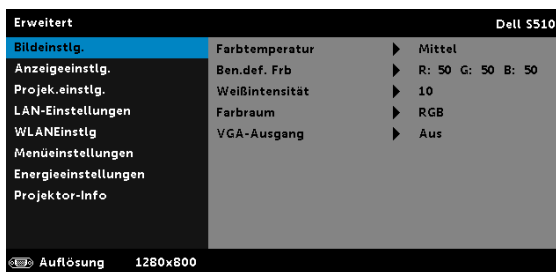 Erweitert Dell S510
Bildeinstlg.
Anzeigeeinstlg.
Projek.einstlg.
LAN-Einstellungen
WLANEinstlg
Menüeinstellungen
Energieeinstellungen
Projektor-Info
Farbtemperatur Mittel
Ben.def. Frb R: 50 G: 50 B: 50
Weißintensität 10
Farbraum RGB
VGA-Ausgang Aus
Auflösung 1280x800